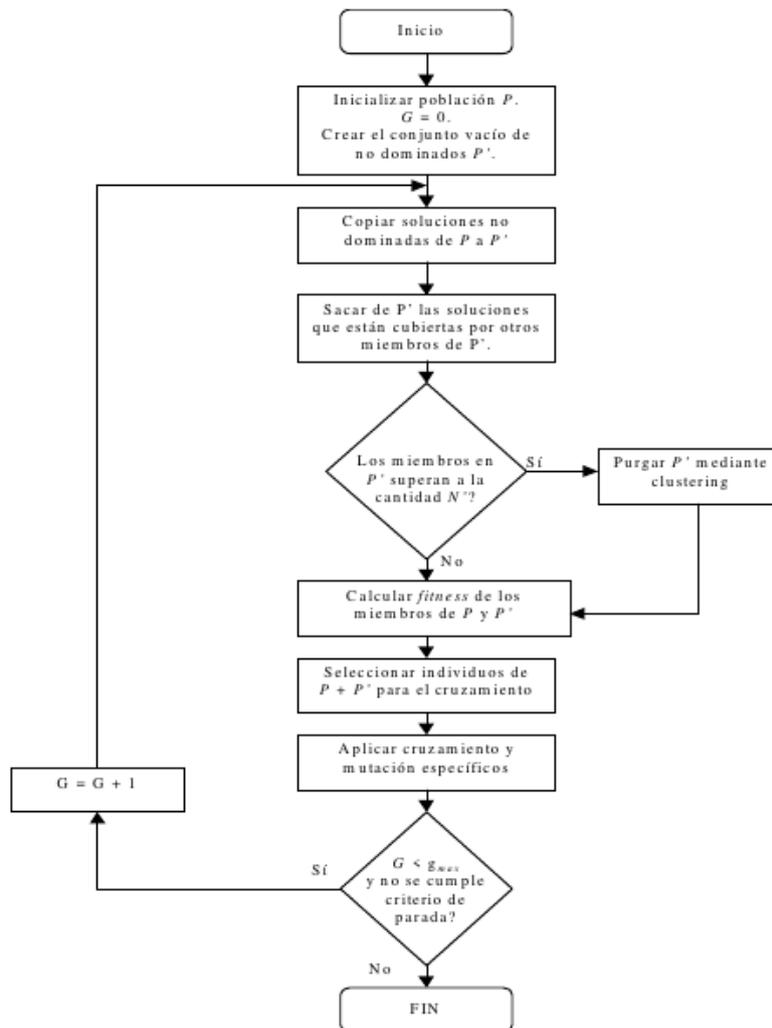 Inicio
Inicializar población P.
G = 0.
Crear el conjunto vacío de
no dominados P'.
Copiar soluciones no
dominadas de P a P'
Sacar de P' las soluciones
que están cubiertas por otros
miembros de P'.
Los miembros en
P' superan a la
cantidad N'?
Sí
Purgar P' mediante
clustering
No
Calcular fitness de los
miembros de P y P'
Seleccionar individuos de
P + P' para el cruzamiento
Aplicar cruzamiento y
mutación específicos
G = G + 1
Sí
G < gmax
y no se cumple
criterio de
parada?
No
FIN